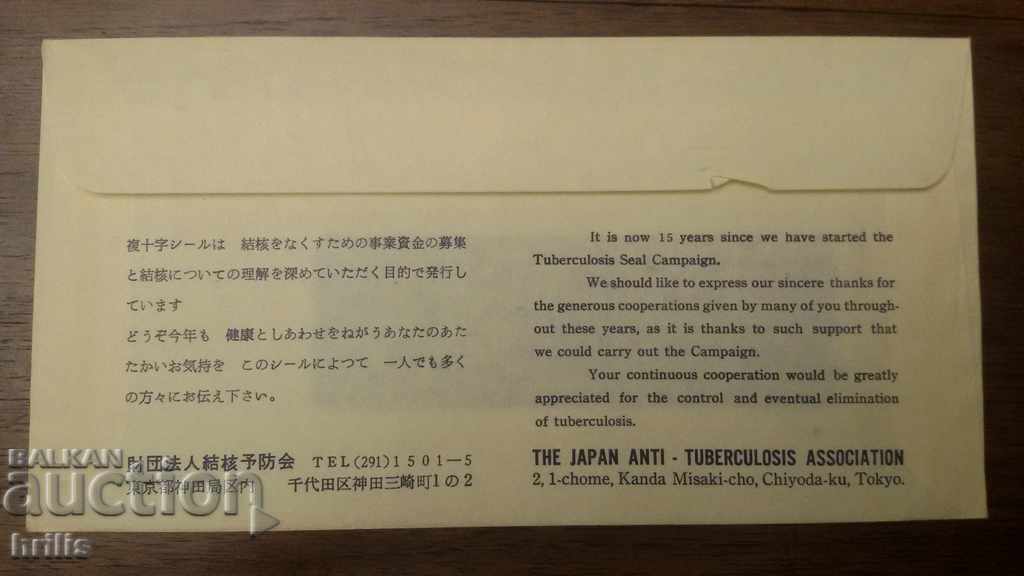 複十字シールは 結核をなくすための事業資金の募集
と結核についての理解を深めていただく目的で発行し
ています
どうぞ今年も 健康としあわせをねがうあなたのあた
たかいお気持を このシールによつて 一人でも多く
の方々にお伝え下さい。
財団法人結核予防会 TEL(291)1501−5
東京都神田局区内 千代田区神田三崎町1の2
It is now 15 years since we have started the
Tuberculosis Seal Campaign.
We should like to express our sincere thanks for
the generous cooperations given by many of you through-
out these years, as it is thanks to such support that
we could carry out the Campaign.
Your continuous cooperation would be greatly
appreciated for the control and eventual elimination
of tuberculosis.
THE JAPAN ANTI - TUBERCULOSIS ASSOCIATION
2, 1-chome, Kanda Misaki-cho, Chiyoda-ku, Tokyo.
BALKAN
auction
hrilis